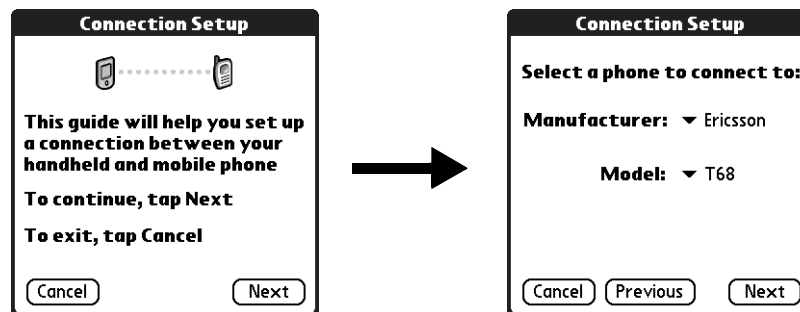 Connection Setup
This guide will help you set up
a connection between your
handheld and mobile phone
To continue, tap Next
To exit, tap Cancel
Cancel Next
Connection Setup
Select a phone to connect to:
Manufacturer: Ericsson
Model: T68
Cancel Previous Next